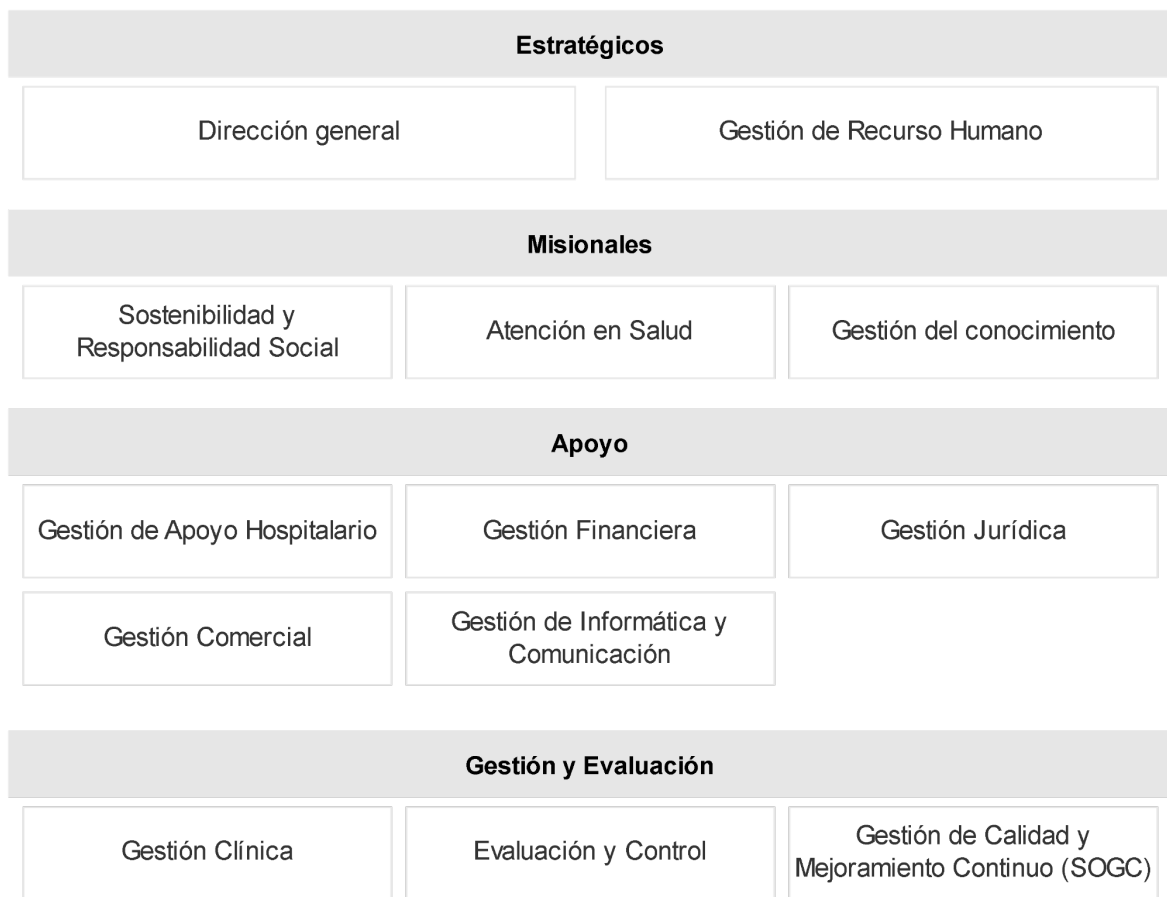 Estratégicos
Dirección general
Gestión de Recurso Humano
Misionales
Sostenibilidad y
Responsabilidad Social
Atención en Salud
Gestión del conocimiento
Apoyo
Gestión de Apoyo Hospitalario
Gestión Financiera
Gestión Jurídica
Gestión Comercial
Gestión de Informática y
Comunicación
Gestión y Evaluación
Gestión Clínica
Evaluación y Control
Gestión de Calidad y
Mejoramiento Continuo (SOGC)